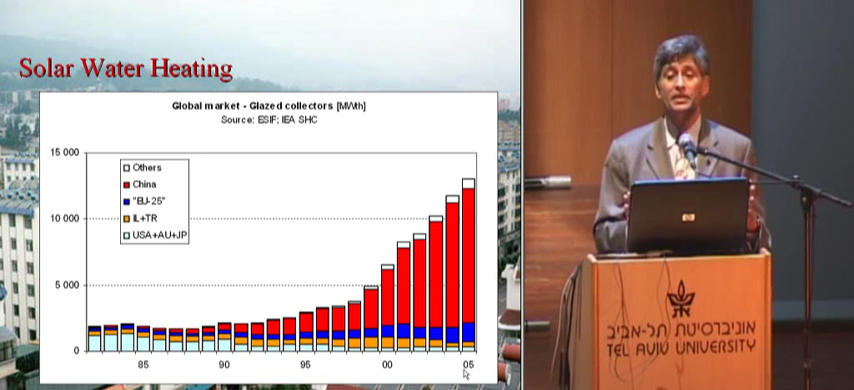 Solar Water Heating
Global market - Glazed collectors [MWth]
Source: ESIF; IEA SHC
15 000
10 000
5 000
0
Others
China
"EU-25"
IL+TR
USA+AU+JP
85
90
95
00
05
hp
אוניברסיטת תל-אביב
TEL AVIV UNIVERSITY